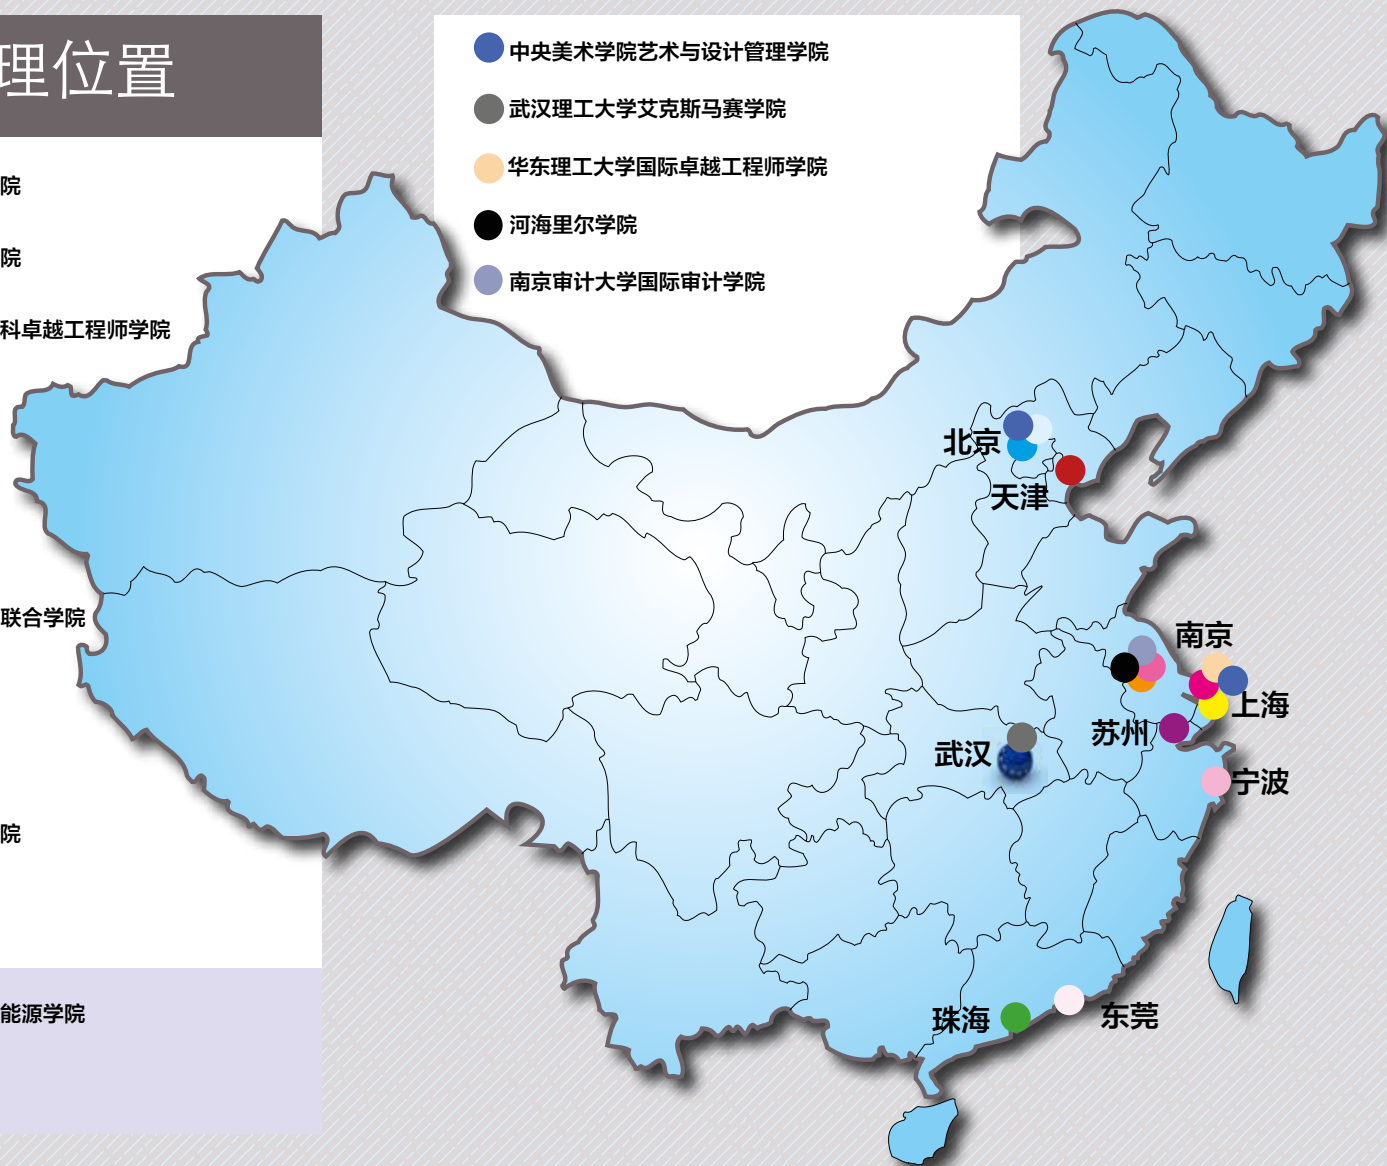 理位置
院
院
科卓越工程师学院
联合学院
院
能源学院
中央美术学院艺术与设计管理学院
武汉理工大学艾克斯马赛学院
华东理工大学国际卓越工程师学院
河海里尔学院
南京审计大学国际审计学院
北京
天津
南京
上海
苏州
武汉
宁波
珠海
东莞